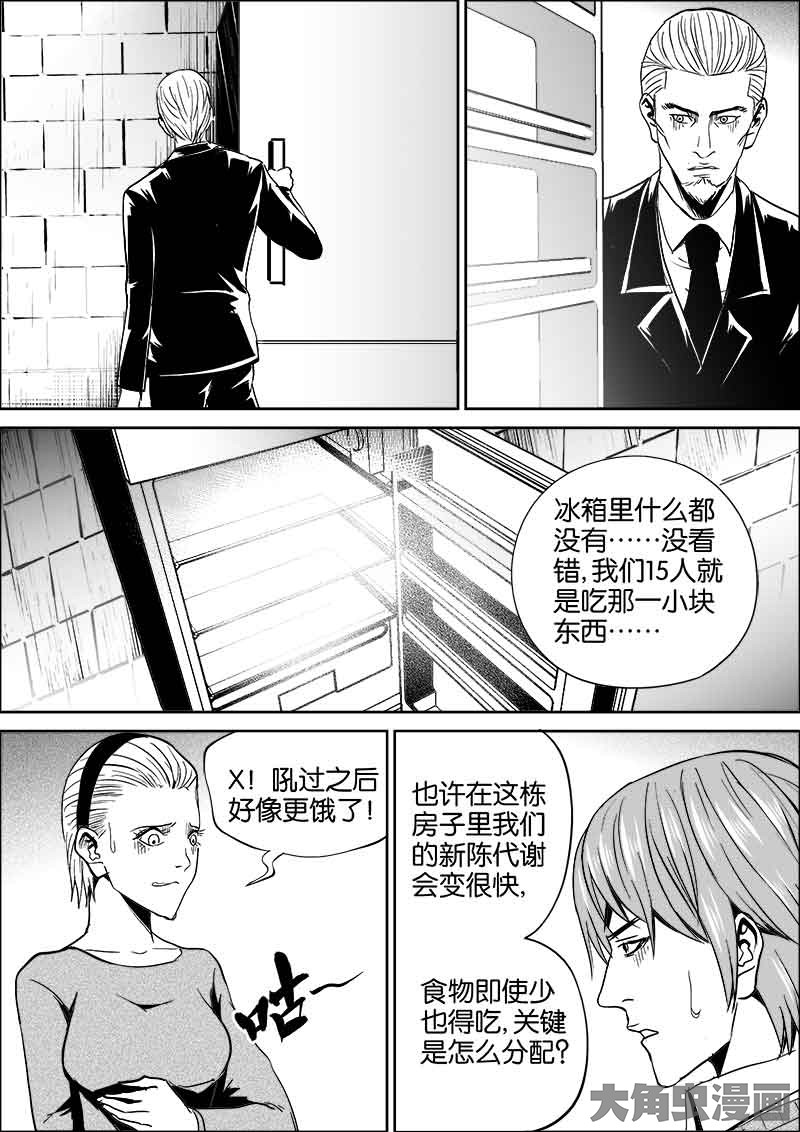 冰箱里什么都
没有……没看
错,我们15人就
是吃那一小块
东西……
X！吼过之后
好像更饿了！
咕
也许在这栋
房子里我们
的新陈代谢
会变很快,
食物即使少
也得吃,关键
是怎么分配?
大角虫漫画